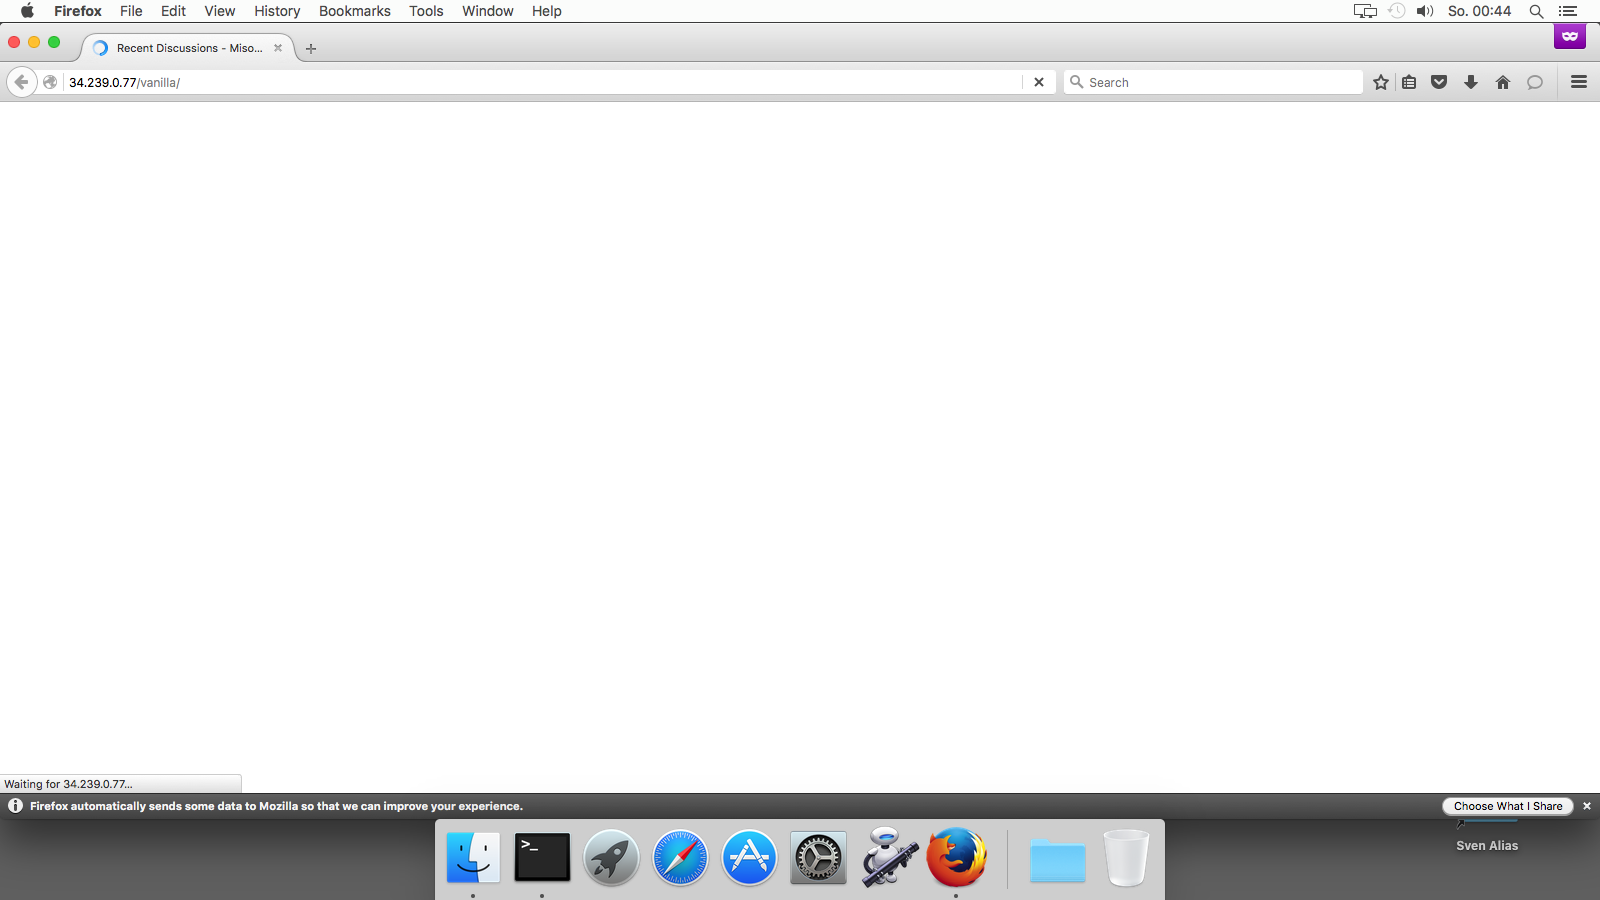 Firefox File Edit View History Bookmarks Tools Window Help So. 00:44
Recent Discussions - Miso...
34.239.0.77/vanilla/
Search
Waiting for 34.239.0.77...
Firefox automatically sends some data to Mozilla so that we can improve your experience.
Choose What I Share
>_
Sven Alias